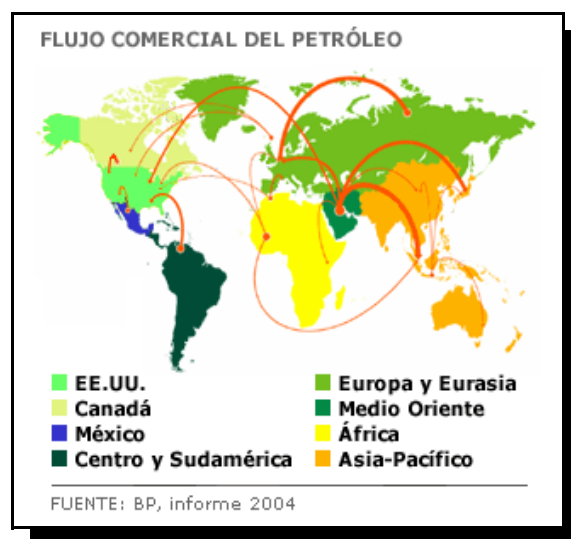 FLUJO COMERCIAL DEL PETRÓLEO
EE.UU.
Canadá
México
Centro y Sudamérica
Europa y Eurasia
Medio Oriente
África
Asia-Pacífico
FUENTE: BP, informe 2004